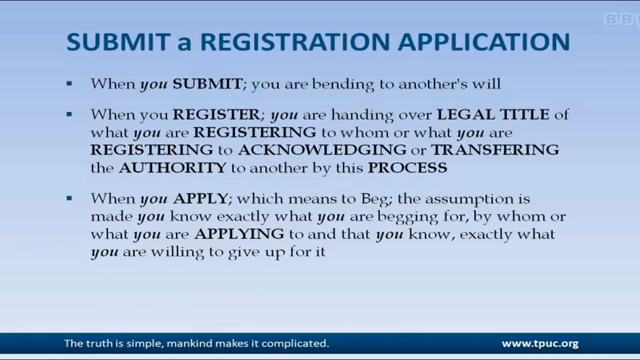 BB
SUBMIT a REGISTRATION APPLICATION
▪ When you SUBMIT; you are bending to another's will
▪ When you REGISTER; you are handing over LEGAL TITLE of
what you are REGISTERING to whom or what you are
REGISTERING to ACKNOWLEDGING or TRANSFERING
the AUTHORITY to another by this PROCESS
▪ When you APPLY; which means to Beg; the assumption is
made you know exactly what you are begging for, by whom or
what you are APPLYING to and that you know, exactly what
you are willing to give up for it
The truth is simple, mankind makes it complicated.
www.tpuc.org